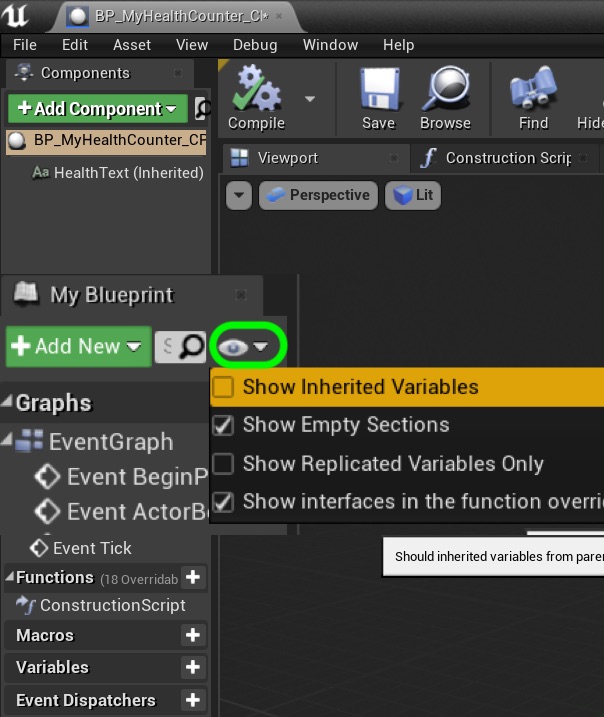 BP_MyHealthCounter_C
File Edit Asset View Debug Window Help
Components
Add Component
BP_MyHealthCounter_CP
HealthText (Inherited)
Compile Save Browse Find Hide
Viewport
Construction Scrip
Perspective
Lit
My Blueprint
Add New
S
Show Inherited Variables
Show Empty Sections
Show Replicated Variables Only
Show interfaces in the function overri
Graphs
EventGraph
Event BeginP
Event ActorBe
Should inherited variables from paren
Event Tick
Functions (18 Overridab
ConstructionScript
Macros
Variables
Event Dispatchers